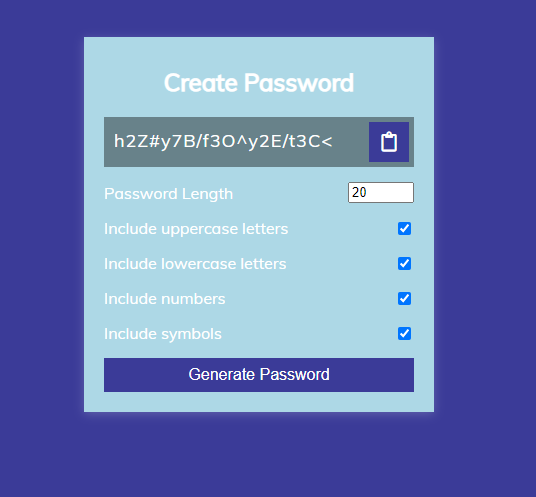 Create Password
h2Z#y7B/f3O^y2E/t3C<
Password Length 20
Include uppercase letters
Include lowercase letters
Include numbers
Include symbols
Generate Password